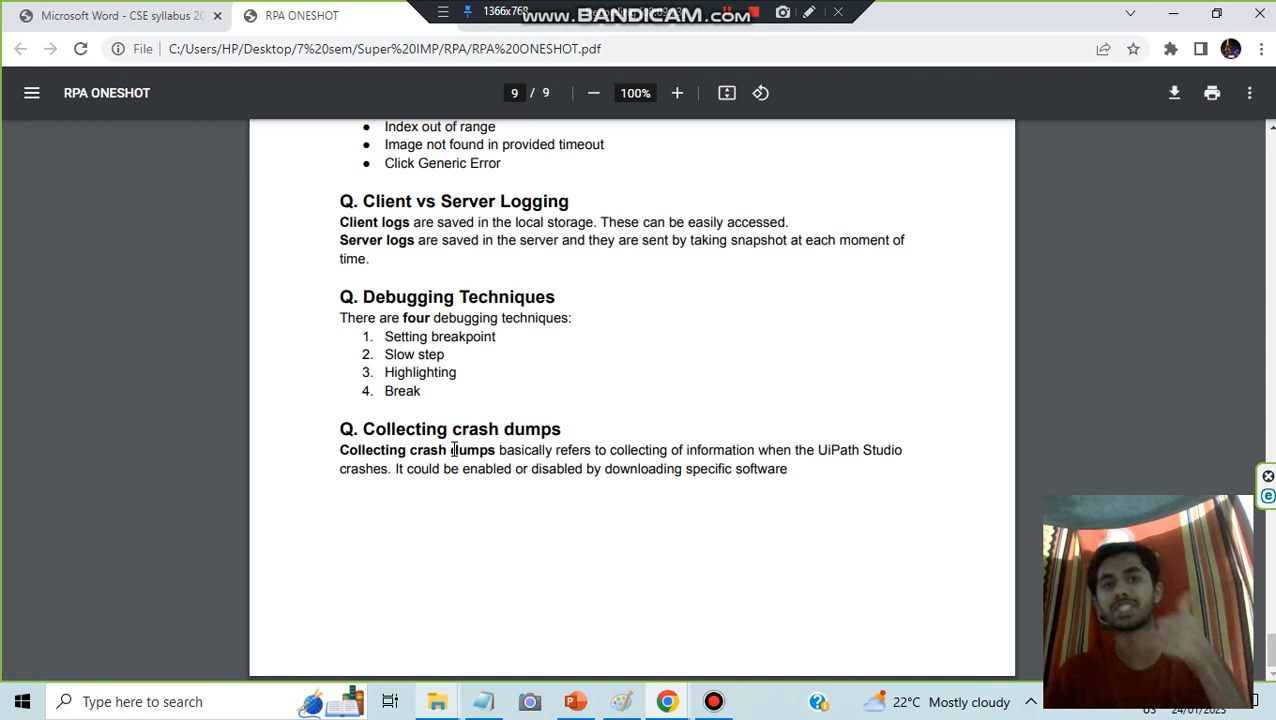 Microsoft Word - CSE syllabus 2
RPA ONESHOT
1366x768
www.BANDICAM.com
File
C:/Users/HP/Desktop/7%20sem/Super%20IMP/RPA/RPA%20ONESHOT.pdf
RPA ONESHOT
9 / 9
100%
● Index out of range
● Image not found in provided timeout
● Click Generic Error
Q. Client vs Server Logging
Client logs are saved in the local storage. These can be easily accessed.
Server logs are saved in the server and they are sent by taking snapshot at each moment of
time.
Q. Debugging Techniques
There are four debugging techniques:
1. Setting breakpoint
2. Slow step
3. Highlighting
4. Break
Q. Collecting crash dumps
Collecting crash dumps basically refers to collecting of information when the UiPath Studio
crashes. It could be enabled or disabled by downloading specific software
Type here to search
22°C Mostly cloudy
24/01/2023